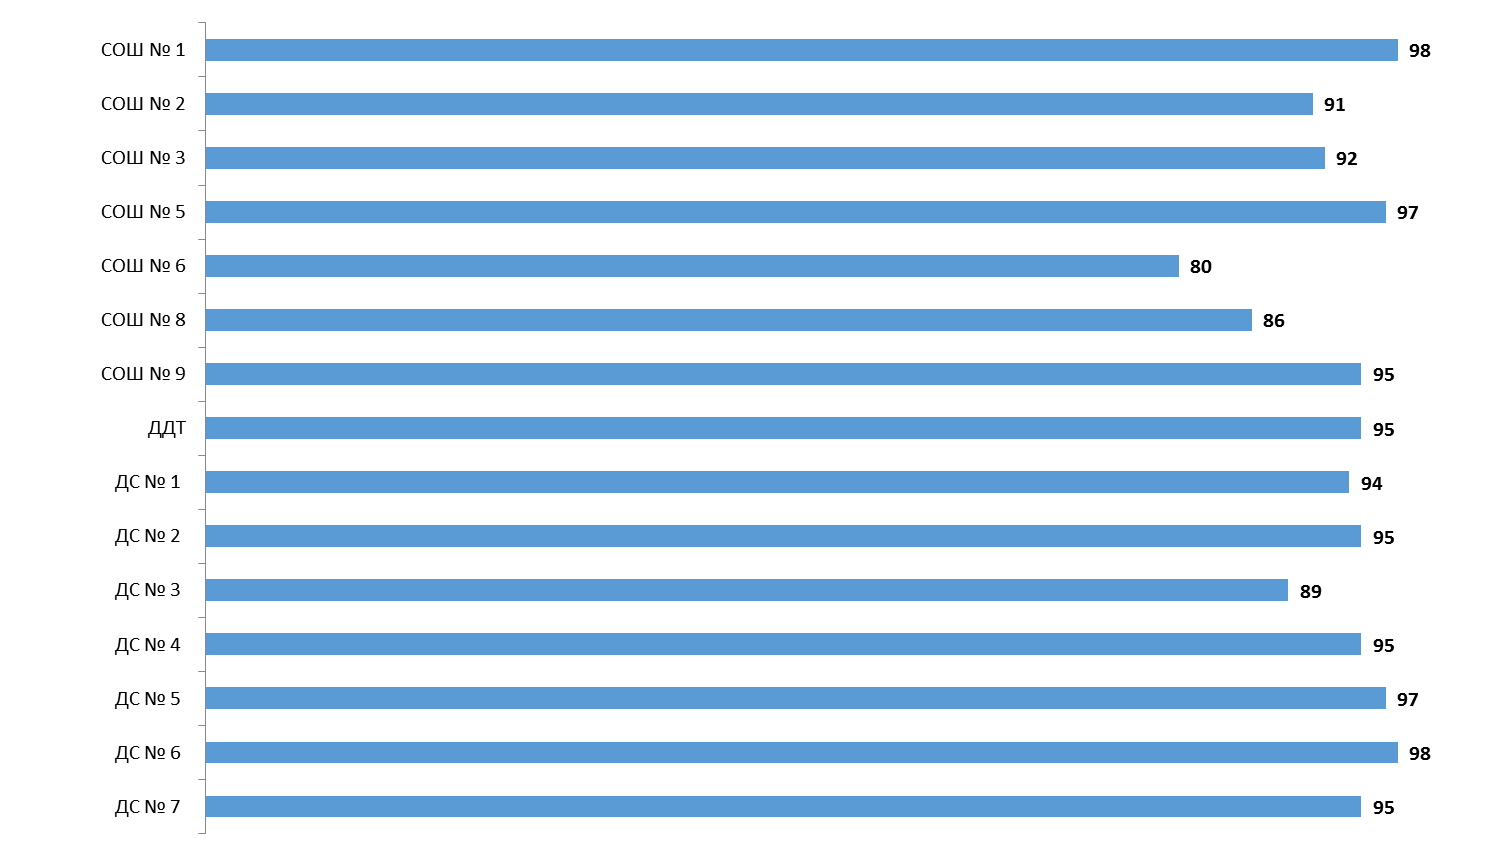 СОШ № 1 98
СОШ № 2 91
СОШ № 3 92
СОШ № 5 97
СОШ № 6 80
СОШ № 8 86
СОШ № 9 95
ДДТ 95
ДС № 1 94
ДС № 2 95
ДС № 3 89
ДС № 4 95
ДС № 5 97
ДС № 6 98
ДС № 7 95